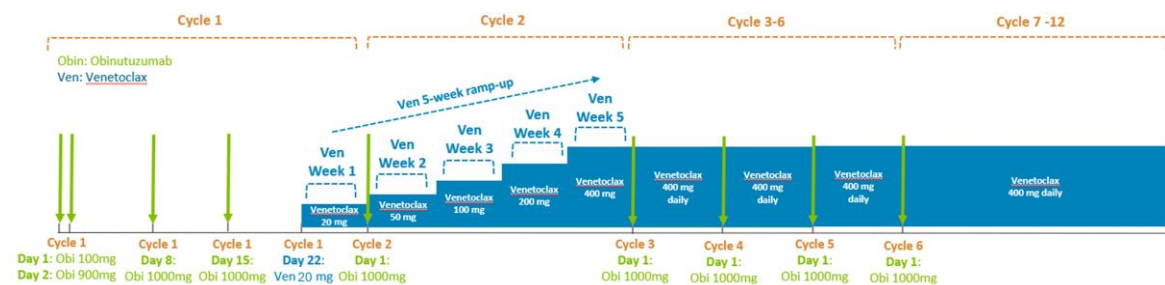 Cycle 1
Cycle 2
Cycle 3-6
Cycle 7 -12
Obin: Obinutuzumab
Ven: Venetoclax
Ven 5-week ramp-up
Ven
Week 1
Ven
Week 2
Ven
Week 3
Ven
Week 4
Ven
Week 5
Venetoclax
20 mg
Venetoclax
50 mg
Venetoclax
100 mg
Venetoclax
200 mg
Venetoclax
400 mg
Venetoclax
400 mg
daily
Venetoclax
400 mg
daily
Venetoclax
400 mg
daily
Venetoclax
400 mg daily
Cycle 1
Day 1: Obi 100mg
Day 2: Obi 900mg
Cycle 1
Day 8:
Obi 1000mg
Cycle 1
Day 15:
Obi 1000mg
Cycle 1
Day 22:
Ven 20 mg
Cycle 2
Day 1:
Obi 1000mg
Cycle 3
Day 1:
Obi 1000mg
Cycle 4
Day 1:
Obi 1000mg
Cycle 5
Day 1:
Obi 1000mg
Cycle 6
Day 1:
Obi 1000mg